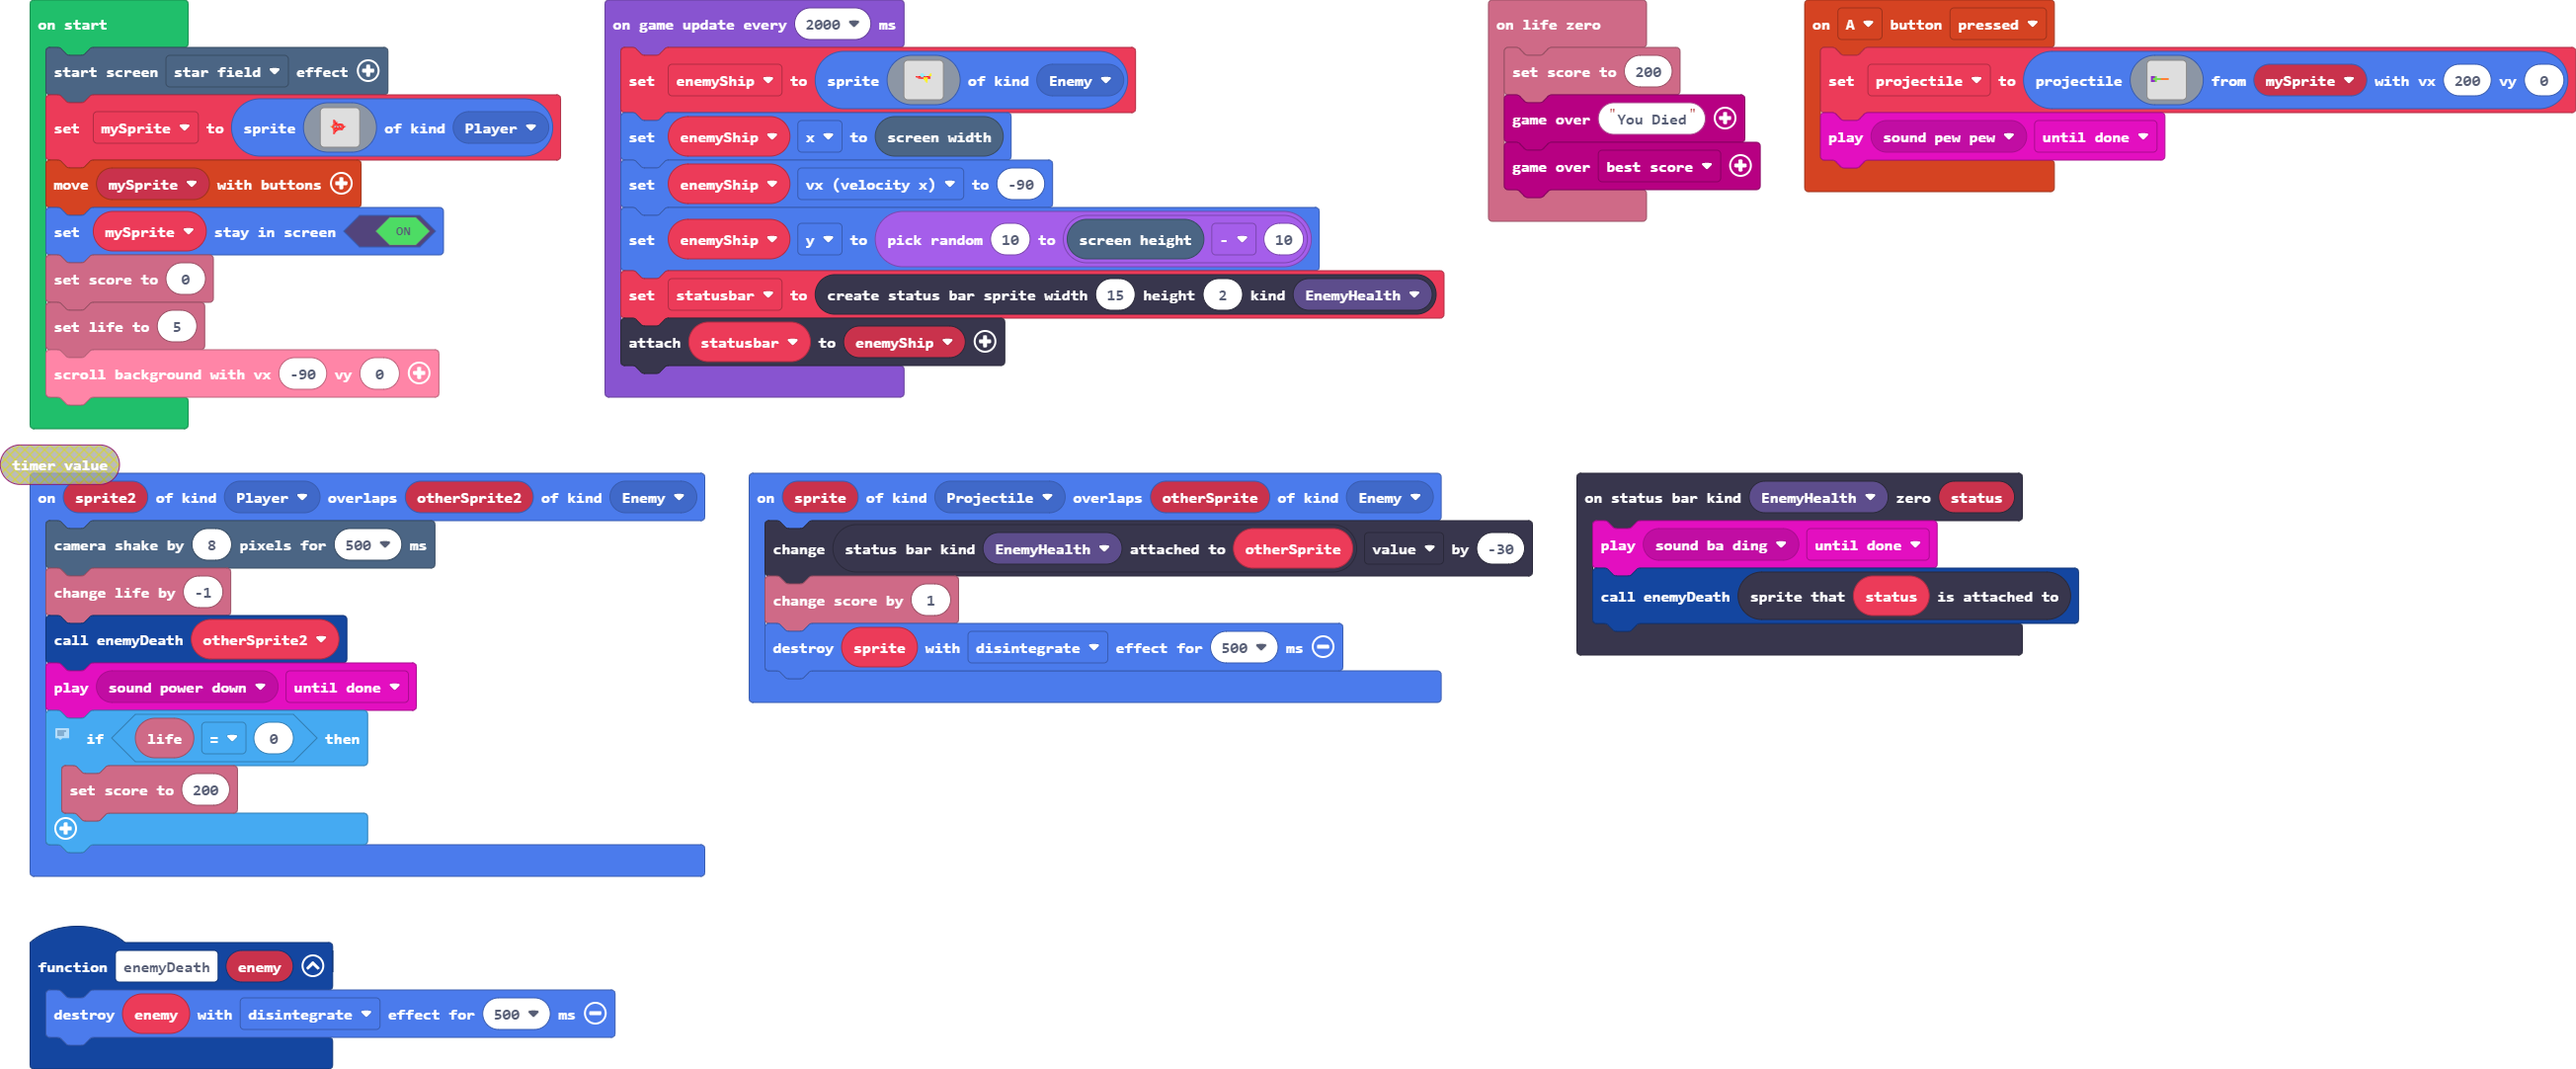 on start
start screen star field effect
set mySprite to sprite of kind Player
move mySprite with buttons
set mySprite stay in screen ON
set score to 0
set life to 5
scroll background with vx -90 vy 0
on game update every 2000 ms
set enemyShip to sprite of kind Enemy
set enemyShip x to screen width
set enemyShip vx (velocity x) to -90
set enemyShip y to pick random 10 to screen height - 10
set statusbar to create status bar sprite width 15 height 2 kind EnemyHealth
attach statusbar to enemyShip
on life zero
set score to 200
game over "You Died"
game over best score
on A button pressed
set projectile to projectile from mySprite with vx 200 vy 0
play sound pew pew until done
timer value
on sprite2 of kind Player overlaps otherSprite2 of kind Enemy
camera shake by 8 pixels for 500 ms
change life by -1
call enemyDeath otherSprite2
play sound power down until done
if life = 0 then
set score to 200
on sprite of kind Projectile overlaps otherSprite of kind Enemy
change status bar kind EnemyHealth attached to otherSprite value by -30
change score by 1
destroy sprite with disintegrate effect for 500 ms
on status bar kind EnemyHealth zero status
play sound ba ding until done
call enemyDeath sprite that status is attached to
function enemyDeath enemy
destroy enemy with disintegrate effect for 500 ms